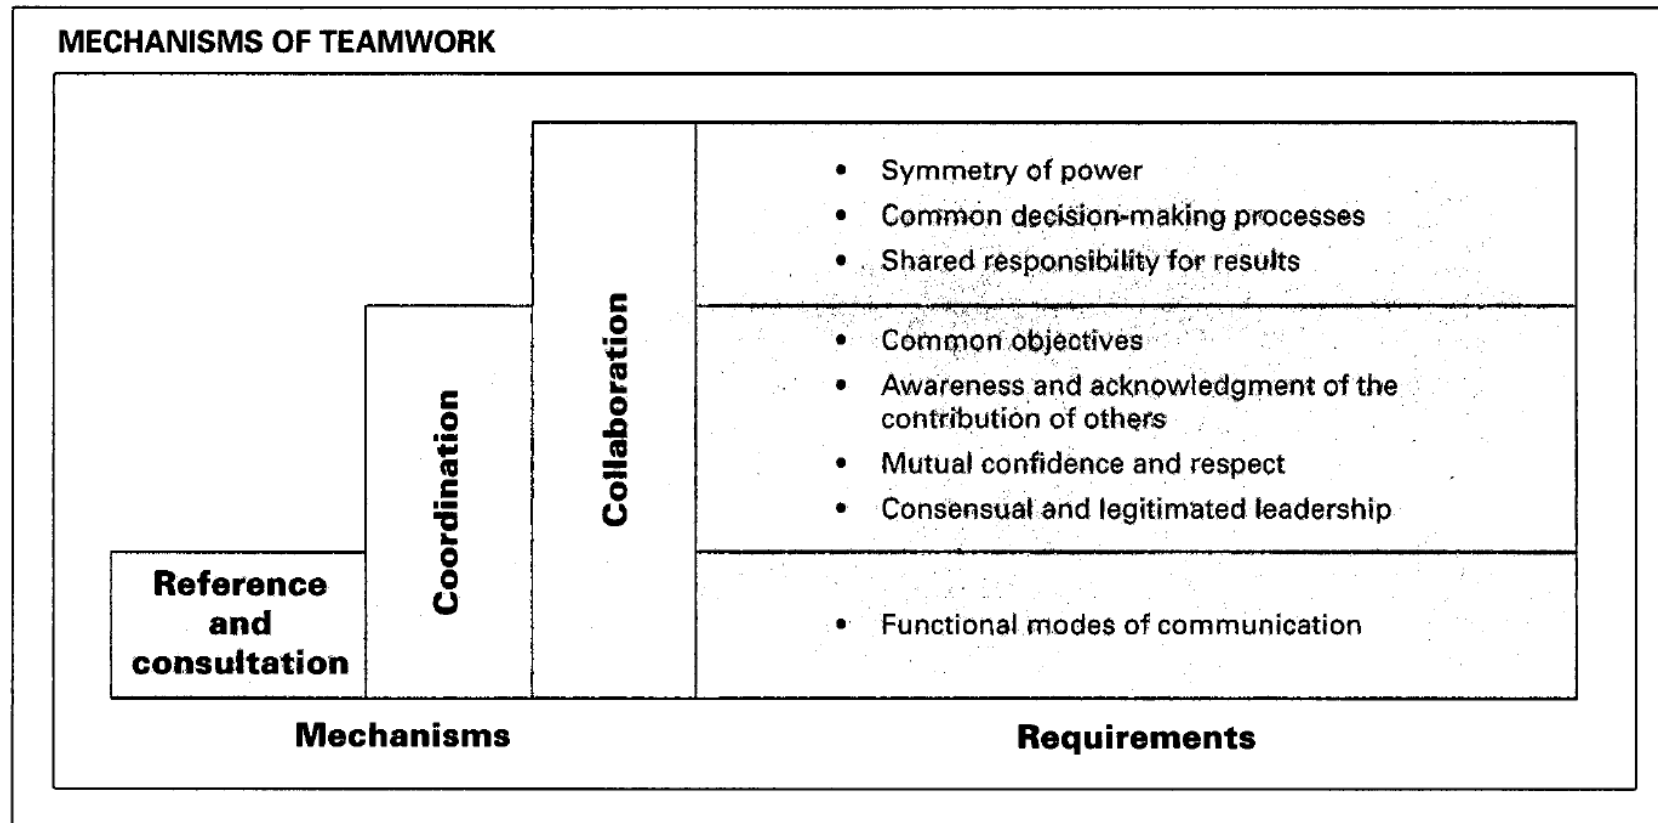 MECHANISMS OF TEAMWORK
• Symmetry of power
• Common decision-making processes
• Shared responsibility for results
• Common objectives
• Awareness and acknowledgment of the
contribution of others
• Mutual confidence and respect
• Consensual and legitimated leadership
• Functional modes of communication
Reference
and
consultation
Coordination
Collaboration
Mechanisms
Requirements